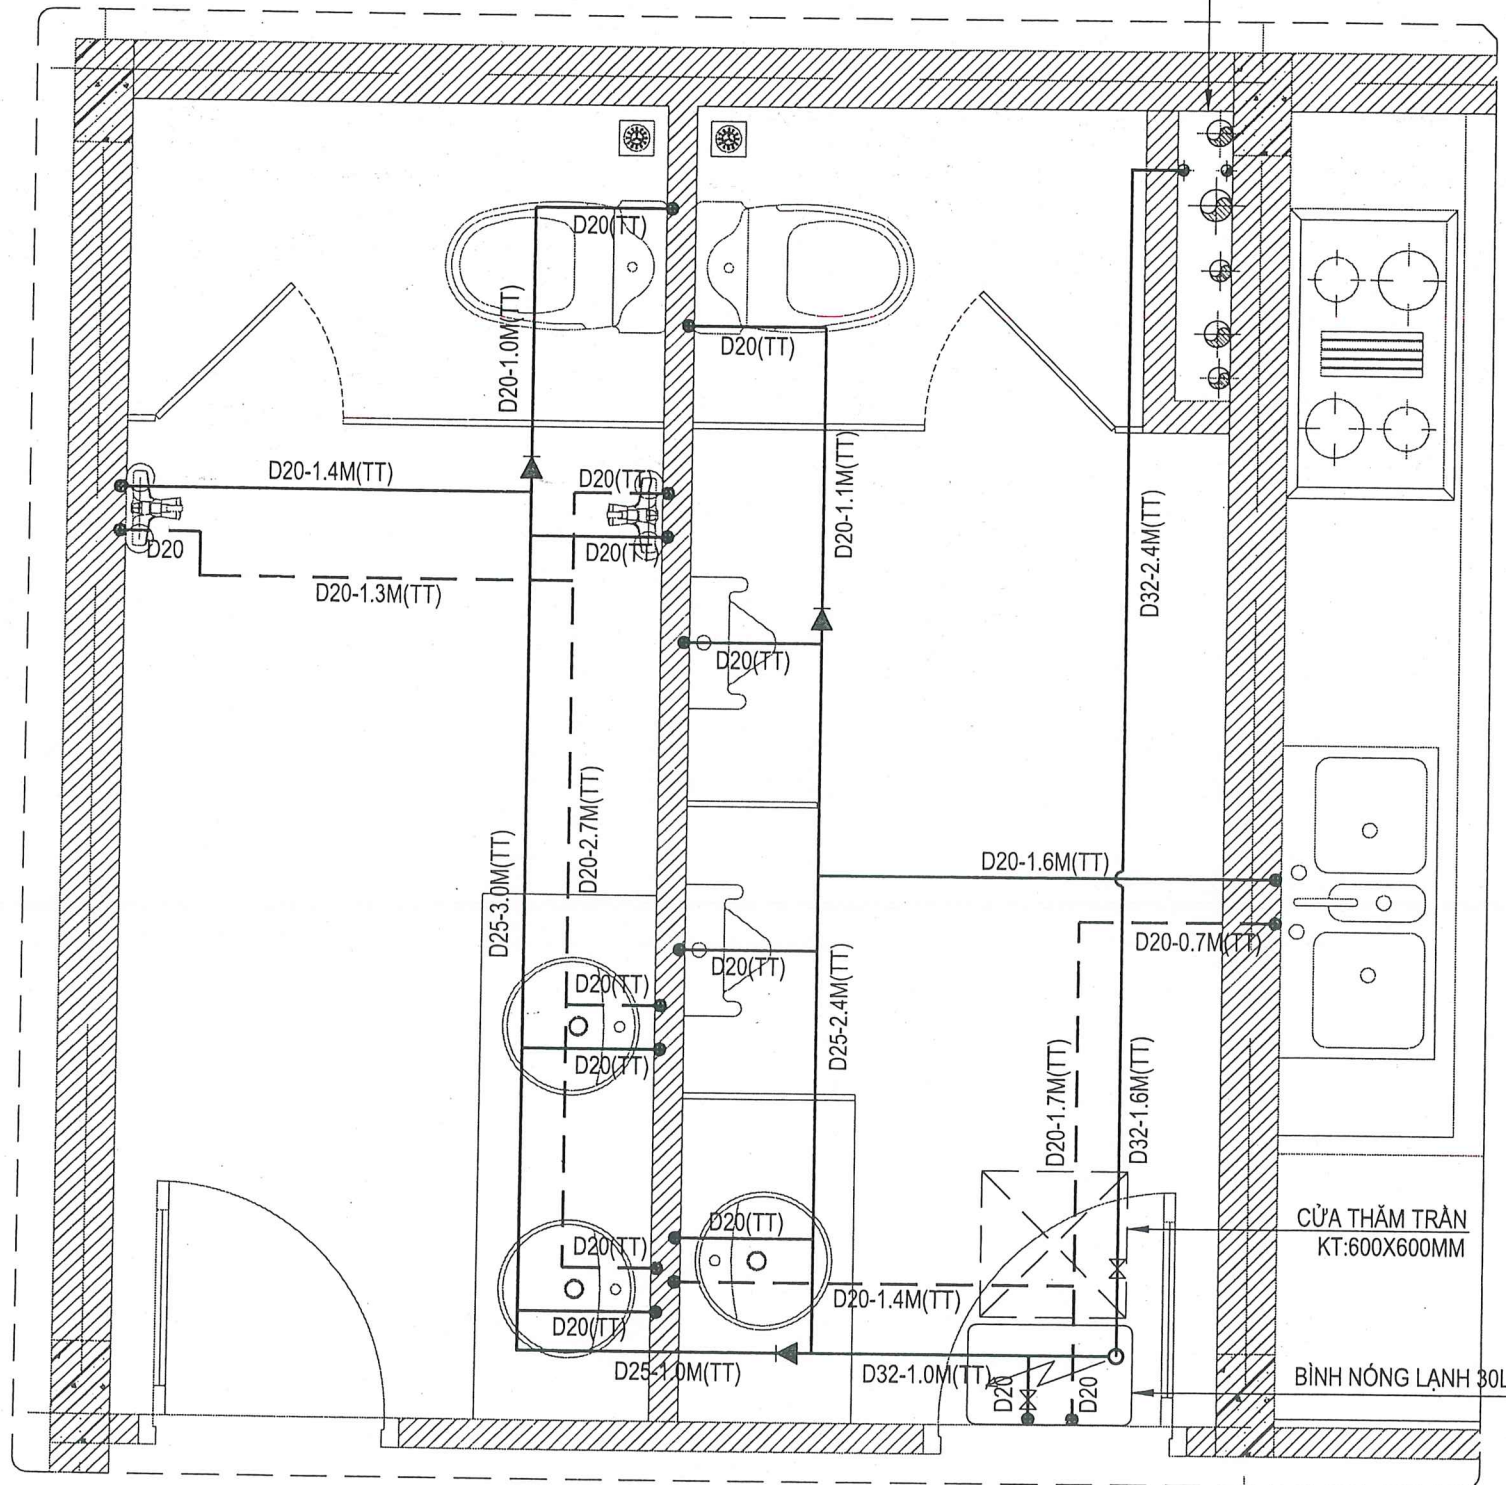 D20(TT)
D20-1.0M(TT)
D20(TT)
D20-1.4M(TT)
D20(TT)
D20-1.1M(TT)
D32-2.4M(TT)
D20
D20(TT)
D20-1.3M(TT)
D20(TT)
D20-2.7M(TT)
D25-3.0M(TT)
D20-1.6M(TT)
D20-0.7M(TT)
D20(TT)
D20(TT)
D25-2.4M(TT)
D20(TT)
D20-1.7M(TT)
D32-1.6M(TT)
CỬA THĂM TRẦN
KT:600X600MM
D20(TT)
D20(TT)
D20-1.4M(TT)
D20(TT)
D25-1.0M(TT)
D32-1.0M(TT)
D20
D20
BÌNH NÓNG LẠNH 30L